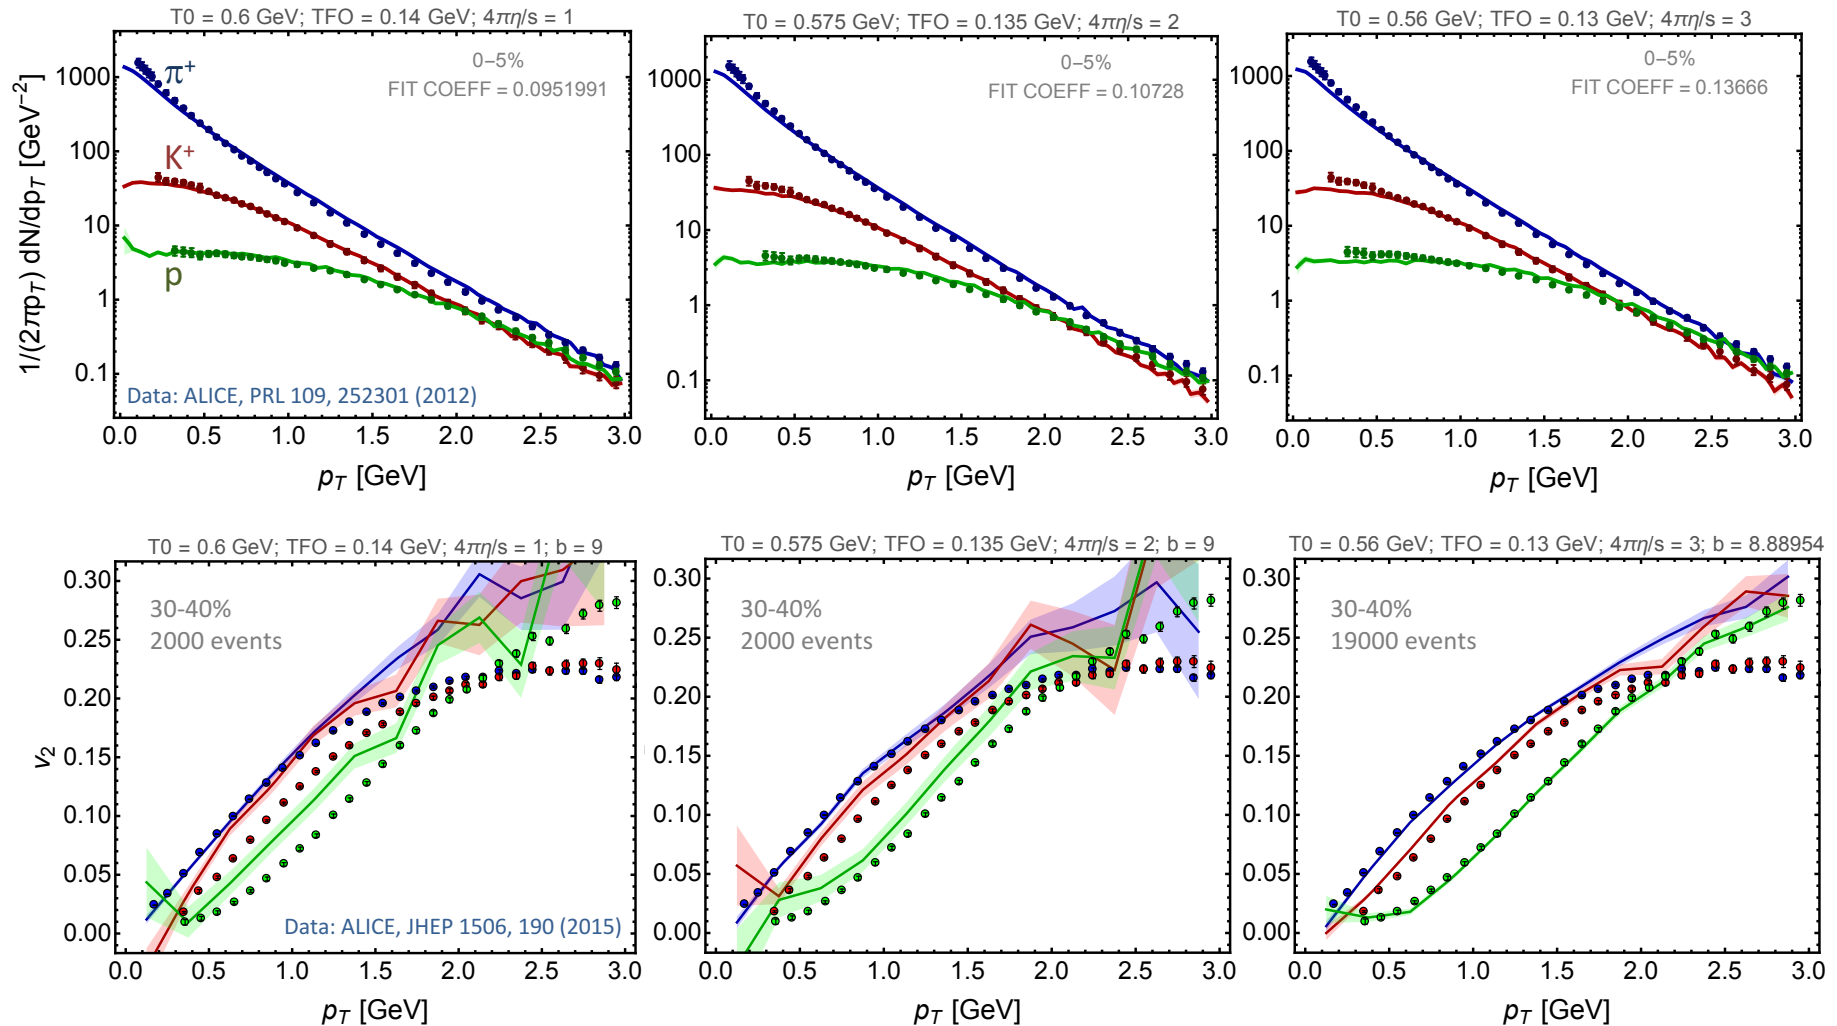 T0 = 0.6 GeV; TFO = 0.14 GeV; 4πη/s = 1
T0 = 0.575 GeV; TFO = 0.135 GeV; 4πη/s = 2
T0 = 0.56 GeV; TFO = 0.13 GeV; 4πη/s = 3
1/(2πp_T) dN/dp_T [GeV⁻²]
1000
100
10
1
0.1
π⁺
K⁺
p
0–5%
FIT COEFF = 0.0951991
Data: ALICE, PRL 109, 252301 (2012)
0.0 0.5 1.0 1.5 2.0 2.5 3.0
p_T [GeV]
1000
100
10
1
0.1
0–5%
FIT COEFF = 0.10728
0.0 0.5 1.0 1.5 2.0 2.5 3.0
p_T [GeV]
1000
100
10
1
0.1
0–5%
FIT COEFF = 0.13666
0.0 0.5 1.0 1.5 2.0 2.5 3.0
p_T [GeV]
T0 = 0.6 GeV; TFO = 0.14 GeV; 4πη/s = 1; b = 9
T0 = 0.575 GeV; TFO = 0.135 GeV; 4πη/s = 2; b = 9
T0 = 0.56 GeV; TFO = 0.13 GeV; 4πη/s = 3; b = 8.88954
v₂
0.30
0.25
0.20
0.15
0.10
0.05
0.00
30-40%
2000 events
Data: ALICE, JHEP 1506, 190 (2015)
0.0 0.5 1.0 1.5 2.0 2.5 3.0
p_T [GeV]
0.30
0.25
0.20
0.15
0.10
0.05
0.00
30-40%
2000 events
0.0 0.5 1.0 1.5 2.0 2.5 3.0
p_T [GeV]
0.30
0.25
0.20
0.15
0.10
0.05
0.00
30-40%
19000 events
0.0 0.5 1.0 1.5 2.0 2.5 3.0
p_T [GeV]